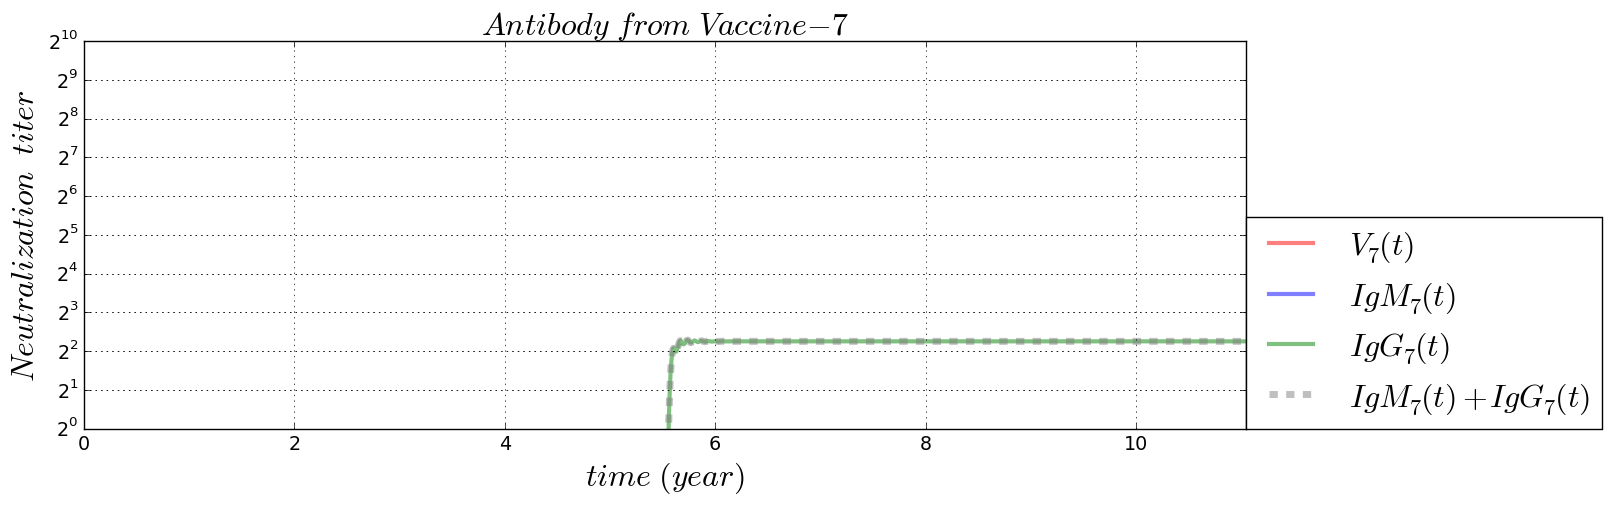 Antibody from Vaccine−7
Neutralization titer
2^10
2^9
2^8
2^7
2^6
2^5
2^4
2^3
2^2
2^1
2^0
0 2 4 6 8 10
time (year)
V_7(t)
IgM_7(t)
IgG_7(t)
IgM_7(t)+IgG_7(t)